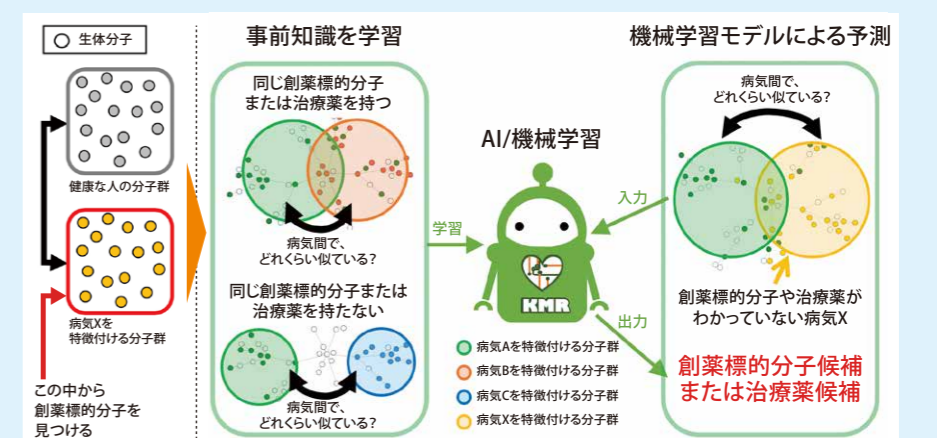 生体分子
健康な人の分子群
病気Xを
特徴付ける分子群
この中から
創薬標的分子を
見つける
事前知識を学習
同じ創薬標的分子
または治療薬を持つ
病気間で、
どれくらい似ている?
同じ創薬標的分子または
治療薬を持たない
病気間で、
どれくらい似ている?
学習
AI/機械学習
KMR
病気Aを特徴付ける分子群
病気Bを特徴付ける分子群
病気Cを特徴付ける分子群
病気Xを特徴付ける分子群
入力
出力
機械学習モデルによる予測
病気間で、
どれくらい似ている?
創薬標的分子や治療薬が
わかっていない病気X
創薬標的分子候補
または治療薬候補